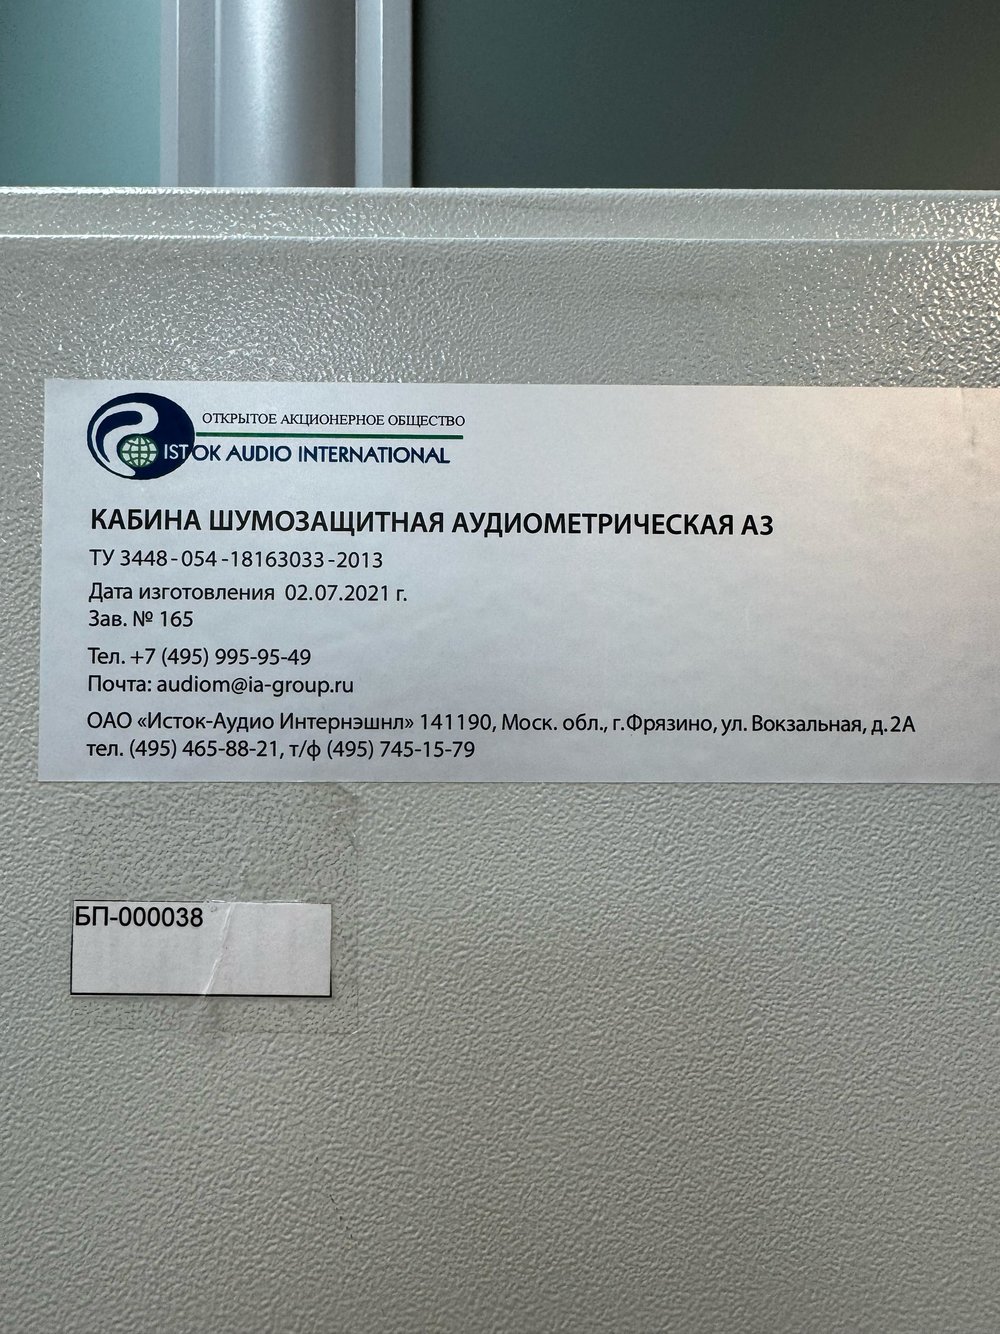 ОТКРЫТОЕ АКЦИОНЕРНОЕ ОБЩЕСТВО
ISTOK AUDIO INTERNATIONAL
КАБИНА ШУМОЗАЩИТНАЯ АУДИОМЕТРИЧЕСКАЯ А3
ТУ 3448-054-18163033-2013
Дата изготовления 02.07.2021 г.
Зав. № 165
Тел. +7 (495) 995-95-49
Почта: audiom@ia-group.ru
ОАО «Исток-Аудио Интернэшнл» 141190, Моск. обл., г.Фрязино, ул. Вокзальная, д.2А
тел. (495) 465-88-21, т/ф (495) 745-15-79
БП-000038